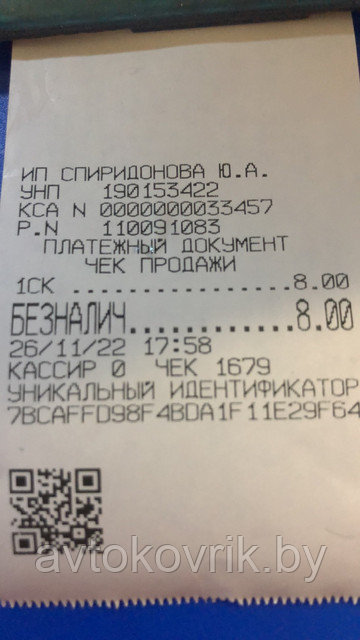 ИП СПИРИДОНОВА Ю.А.
УНП 190153422
КСА N 0000000033457
Р.N 110091083
ПЛАТЕЖНЫЙ ДОКУМЕНТ
ЧЕК ПРОДАЖИ
1СК ..................8.00
БЕЗНАЛИЧ............8.00
26/11/22 17:58
КАССИР 0 ЧЕК 1679
УНИКАЛЬНЫЙ ИДЕНТИФИКАТОР
7BCAFFD98F4BDA1F11E29F64
avtokovrik.by